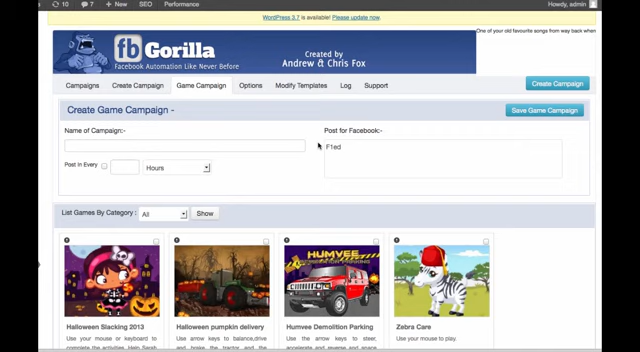 10 7 + New SEO Performance Howdy, admin
WordPress 3.7 is available! Please update now.
One of your old favourite songs from way back when
fb Gorilla
Facebook Automation Like Never Before
Created by
Andrew & Chris Fox
Campaigns Create Campaign Game Campaign Options Modify Templates Log Support Create Campaign
Create Game Campaign - Save Game Campaign
Name of Campaign:- Post for Facebook:-
F1ed
Post In Every Hours
List Games By Category : All Show
HUMVEE
Halloween Slacking 2013 Halloween pumpkin delivery Humvee Demolition Parking Zebra Care
Use your mouse or keyboard to Use arrow keys to balance,drive Use the arrow keys to steer, Use your mouse to play.